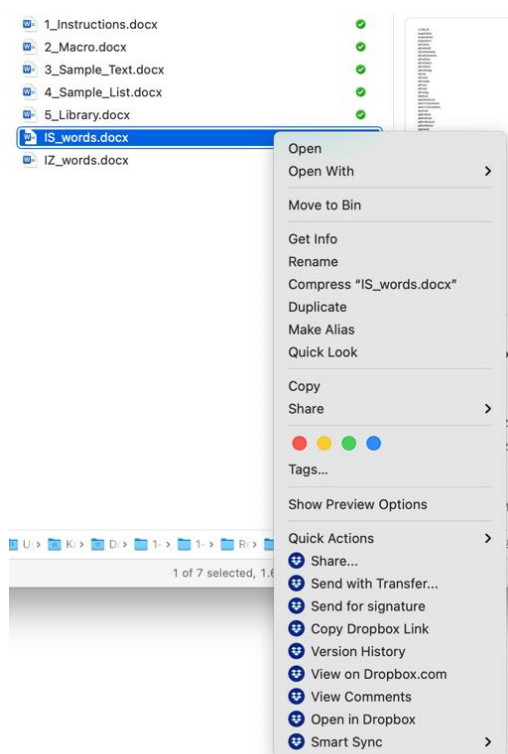 1_Instructions.docx
2_Macro.docx
3_Sample_Text.docx
4_Sample_List.docx
5_Library.docx
IS_words.docx
IZ_words.docx
Open
Open With
Move to Bin
Get Info
Rename
Compress “IS_words.docx”
Duplicate
Make Alias
Quick Look
Copy
Share
Tags...
Show Preview Options
Quick Actions
Share...
Send with Transfer...
Send for signature
Copy Dropbox Link
Version History
View on Dropbox.com
View Comments
Open in Dropbox
Smart Sync
1 of 7 selected, 1.6